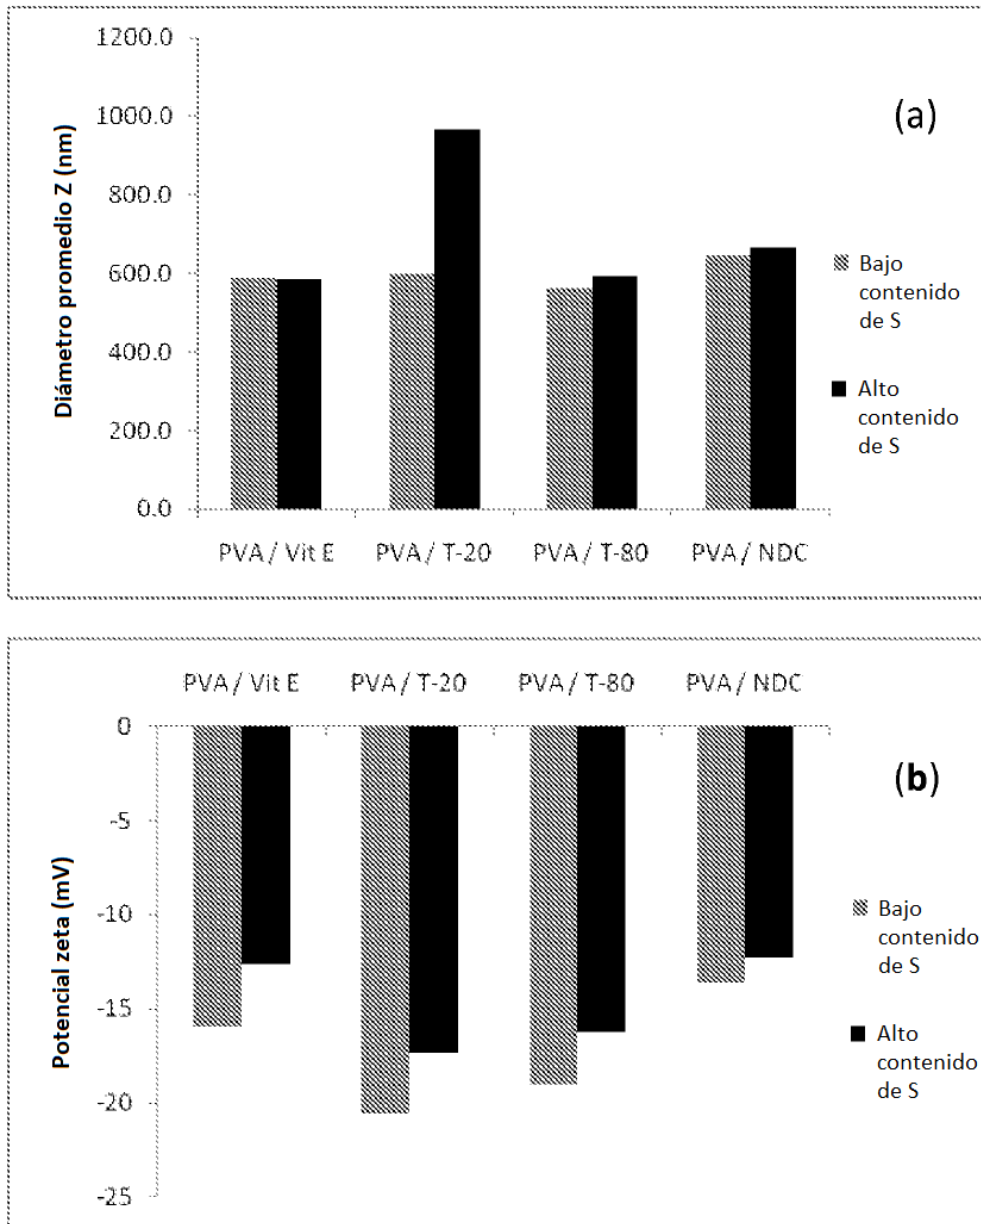 1200.0
1000.0
800.0
600.0
400.0
200.0
0.0
Diámetro promedio Z (nm)
(a)
Bajo
contenido
de S
Alto
contenido
de S
PVA / Vit E
PVA / T-20
PVA / T-80
PVA / NDC
PVA / Vit E
PVA / T-20
PVA / T-80
PVA / NDC
0
-5
-10
-15
-20
-25
Potencial zeta (mV)
(b)
Bajo
contenido
de S
Alto
contenido
de S